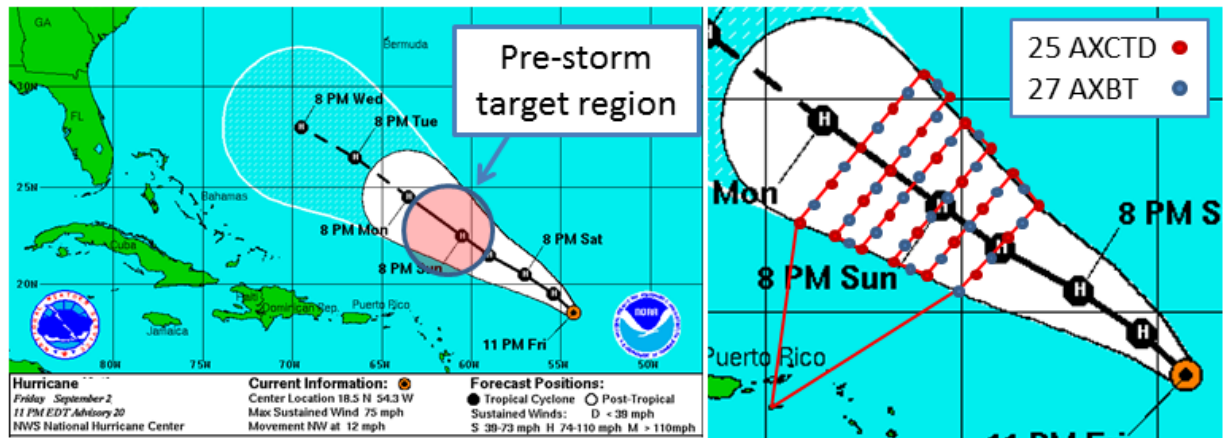 GA
Bermuda
Pre-storm
target region
30N
8 PM Wed
FL
8 PM Tue
25N
Bahamas
8 PM Mon
8 PM Sat
8 PM Sun
Cuba
20N
Haiti
Dominican Rep.
Puerto Rico
Jamaica
NOAA
11 PM Fri
80W
75W
70W
65W
60W
55W
50W
Hurricane
Friday September 2
11 PM EDT Advisory 20
NWS National Hurricane Center
Current Information:
Center Location 18.5 N 54.3 W
Max Sustained Wind 75 mph
Movement NW at 12 mph
Forecast Positions:
Tropical Cyclone Post-Tropical
Sustained Winds: D < 39 mph
S 39-73 mph H 74-110 mph M > 110mph
25 AXCTD
27 AXBT
H
H
H
H
H
Mon
8 PM S
8 PM Sun
Puerto Rico
11 PM Fri